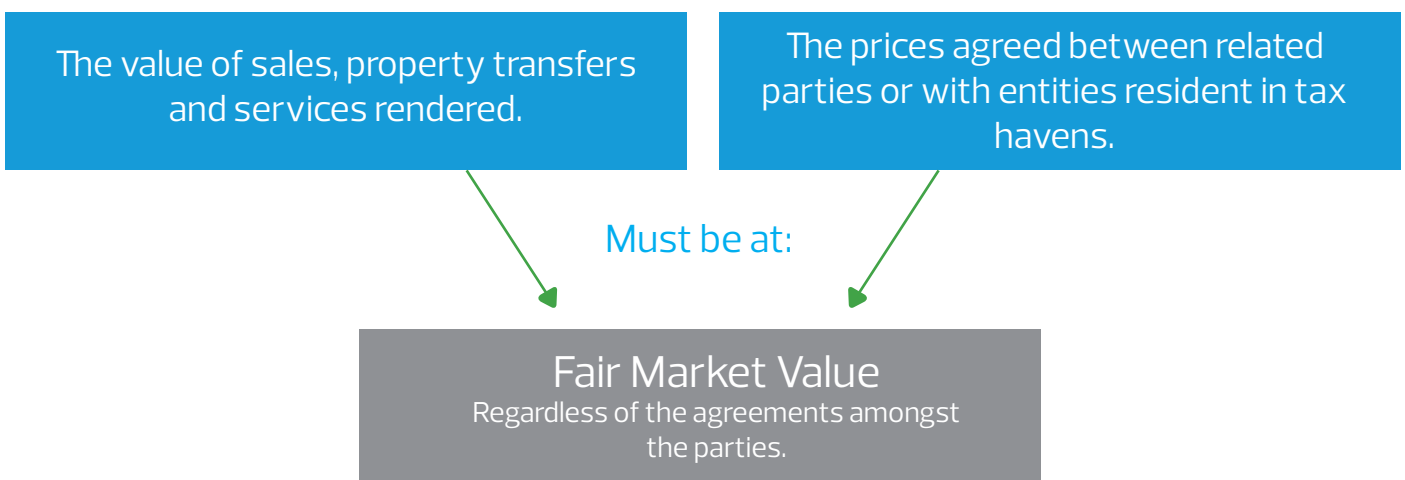 The value of sales, property transfers
and services rendered.
The prices agreed between related
parties or with entities resident in tax
havens.
Must be at:
Fair Market Value
Regardless of the agreements amongst
the parties.